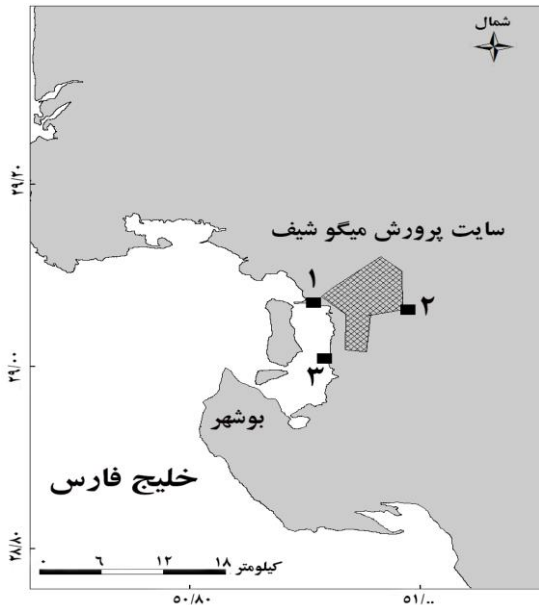 شمال
۲۹/۲۰
سایت پرورش میگو شیف
۱
۲
۲۹/۰۰
۳
بوشهر
خلیج فارس
۲۸/۸۰
۰ ۶ ۱۲ ۱۸ کیلومتر
۵۰/۸۰ ۵۱/۰۰